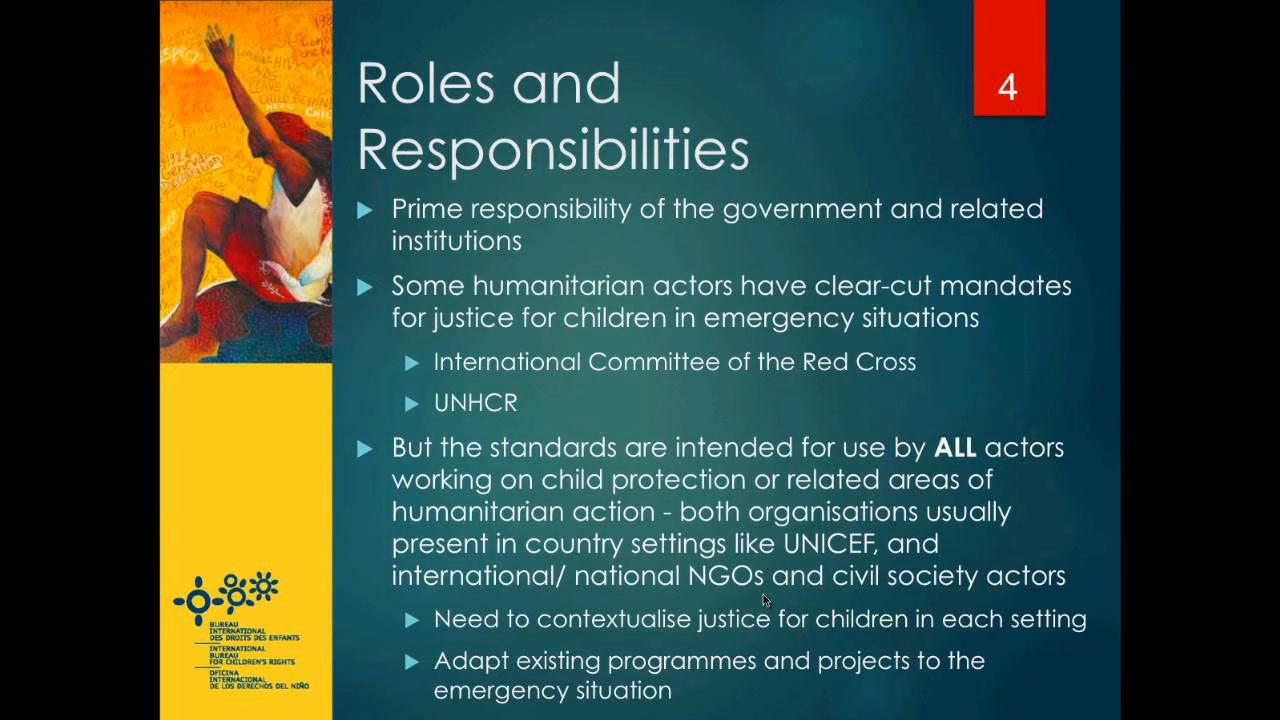 Roles and
Responsibilities
4
Prime responsibility of the government and related
institutions
Some humanitarian actors have clear-cut mandates
for justice for children in emergency situations
International Committee of the Red Cross
UNHCR
But the standards are intended for use by ALL actors
working on child protection or related areas of
humanitarian action - both organisations usually
present in country settings like UNICEF, and
international/ national NGOs and civil society actors
Need to contextualise justice for children in each setting
Adapt existing programmes and projects to the
emergency situation
BUREAU
INTERNATIONAL
DES DROITS DES ENFANTS
INTERNATIONAL
BUREAU
FOR CHILDREN'S RIGHTS
OFICINA
INTERNACIONAL
DE LOS DERECHOS DEL NIÑO